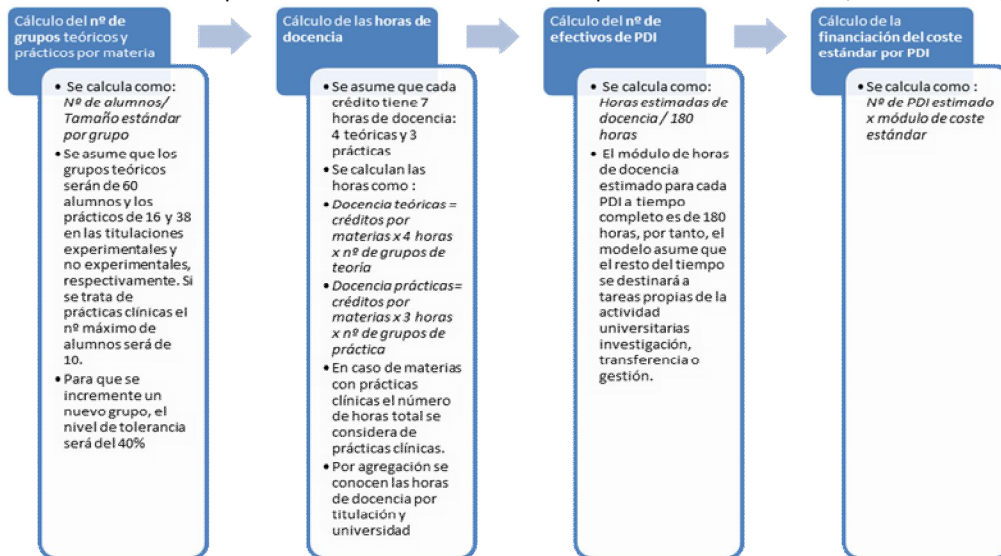 Cálculo del nº de
grupos teóricos y
prácticos por materia
• Se calcula como:
Nº de alumnos/
Tamaño estándar
por grupo
• Se asume que los
grupos teóricos
serán de 60
alumnos y los
prácticos de 16 y 38
en las titulaciones
experimentales y
no experimentales,
respectivamente. Si
se trata de
prácticas clínicas el
nº máximo de
alumnos será de
10.
• Para que se
incremente un
nuevo grupo, el
nivel de tolerancia
será del 40%
Cálculo de las horas de
docencia
• Se asume que cada
crédito tiene 7
horas de docencia:
4 teóricas y 3
prácticas
• Se calculan las
horas como :
• Docencia teóricas =
créditos por
materias x 4 horas
x nº de grupos de
teoría
• Docencia prácticas=
créditos por
materias x 3 horas
x nº de grupos de
práctica
• En caso de materias
con prácticas
clínicas el número
de horas total se
considera de
prácticas clínicas.
• Por agregación se
conocen las horas
de docencia por
titulación y
universidad
Cálculo del nº de
efectivos de PDI
• Se calcula como:
Horas estimadas de
docencia / 180
horas
• El módulo de horas
de docencia
estimado para cada
PDI a tiempo
completo es de 180
horas, por tanto, el
modelo asume que
el resto del tiempo
se destinará a
tareas propias de la
actividad
universitarias
investigación,
transferencia o
gestión.
Cálculo de la
financiación del coste
estándar por PDI
• Se calcula como :
Nº de PDI estimado
x módulo de coste
estándar